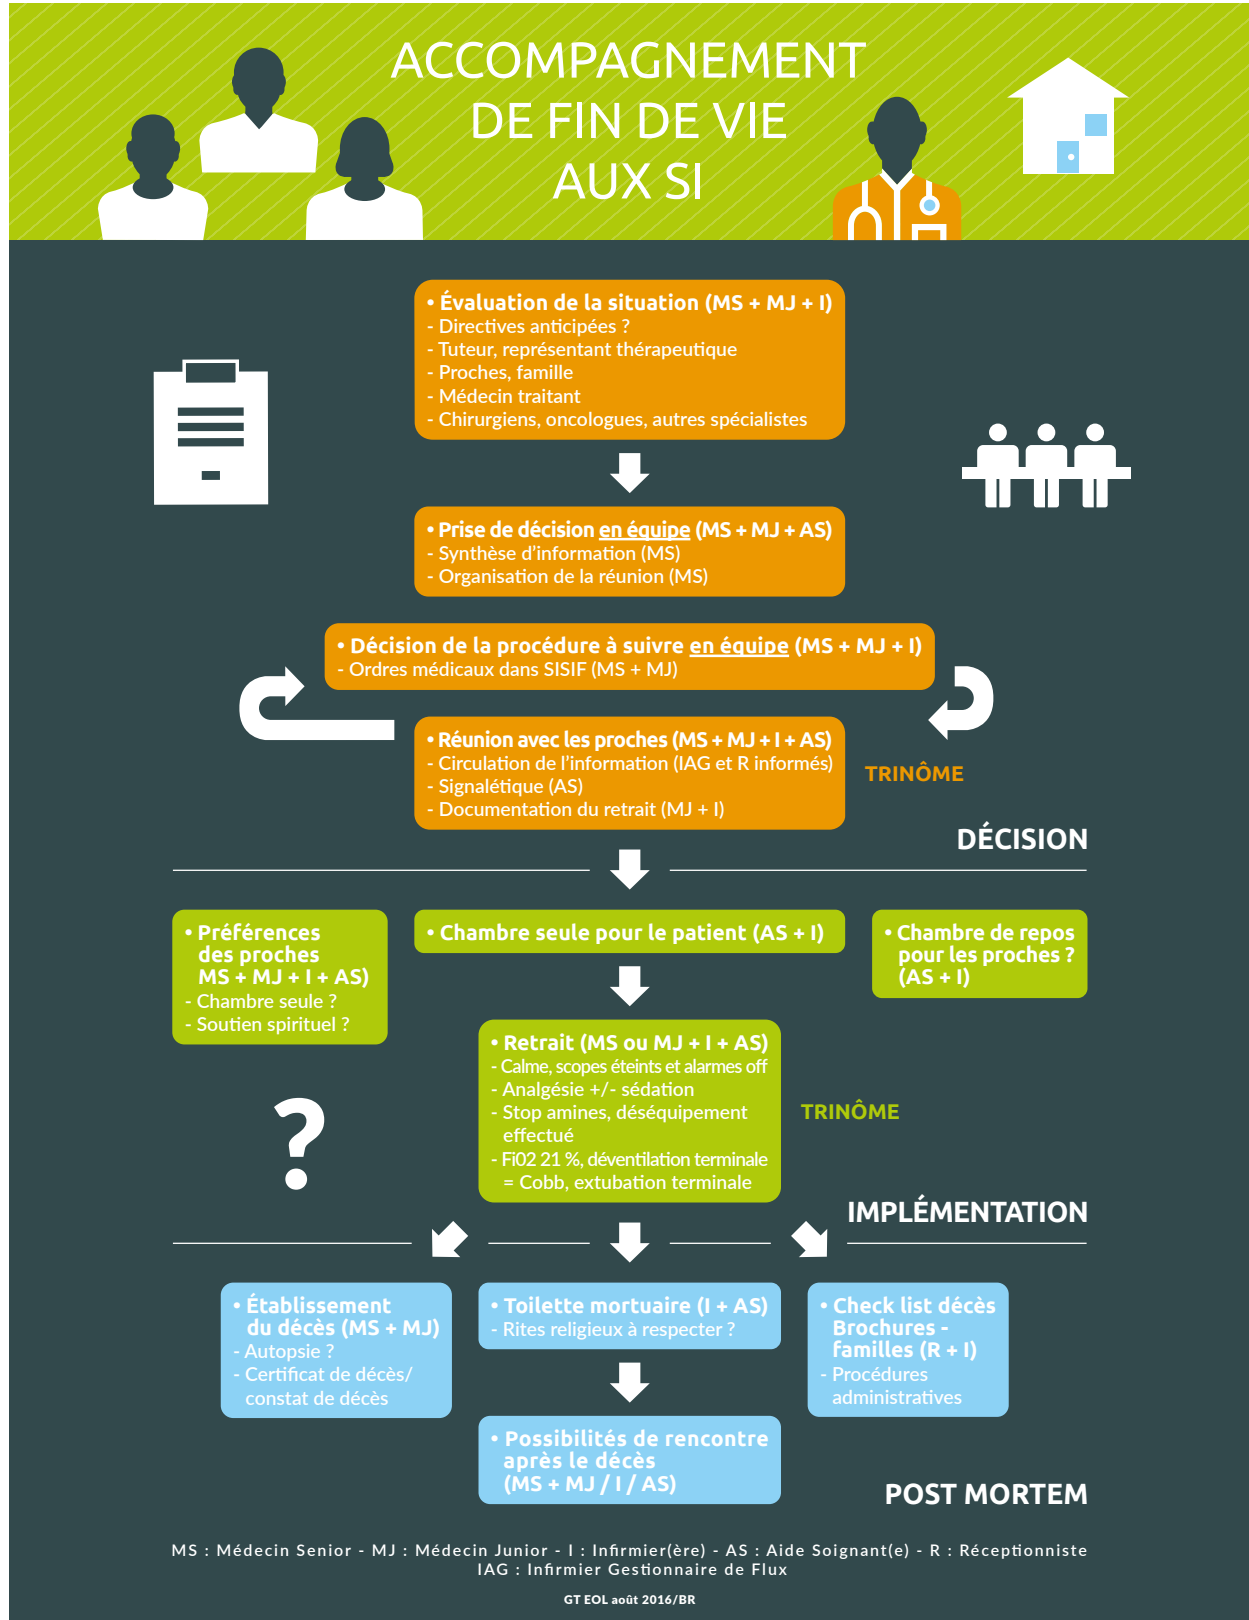 ACCOMPAGNEMENT
DE FIN DE VIE
AUX SI
• Évaluation de la situation (MS + MJ + I)
- Directives anticipées ?
- Tuteur, représentant thérapeutique
- Proches, famille
- Médecin traitant
- Chirurgiens, oncologues, autres spécialistes
• Prise de décision en équipe (MS + MJ + AS)
- Synthèse d'information (MS)
- Organisation de la réunion (MS)
• Décision de la procédure à suivre en équipe (MS + MJ + I)
- Ordres médicaux dans SISIF (MS + MJ)
• Réunion avec les proches (MS + MJ + I + AS)
- Circulation de l'information (IAG et R informés)
- Signalétique (AS)
- Documentation du retrait (MJ + I)
TRINÔME
DÉCISION
• Préférences
des proches
MS + MJ + I + AS)
- Chambre seule ?
- Soutien spirituel ?
• Chambre seule pour le patient (AS + I)
• Chambre de repos
pour les proches ?
(AS + I)
• Retrait (MS ou MJ + I + AS)
- Calme, scopes éteints et alarmes off
- Analgésie +/- sédation
- Stop amines, déséquipement
effectué
- Fi02 21 %, déventilation terminale
= Cobb, extubation terminale
TRINÔME
?
IMPLÉMENTATION
• Établissement
du décès (MS + MJ)
- Autopsie ?
- Certificat de décès/
constat de décès
• Toilette mortuaire (I + AS)
- Rites religieux à respecter ?
• Check list décès
Brochures -
familles (R + I)
- Procédures
administratives
• Possibilités de rencontre
après le décès
(MS + MJ / I / AS)
POST MORTEM
MS : Médecin Senior - MJ : Médecin Junior - I : Infirmier(ère) - AS : Aide Soignant(e) - R : Réceptionniste
IAG : Infirmier Gestionnaire de Flux
GT EOL août 2016/BR